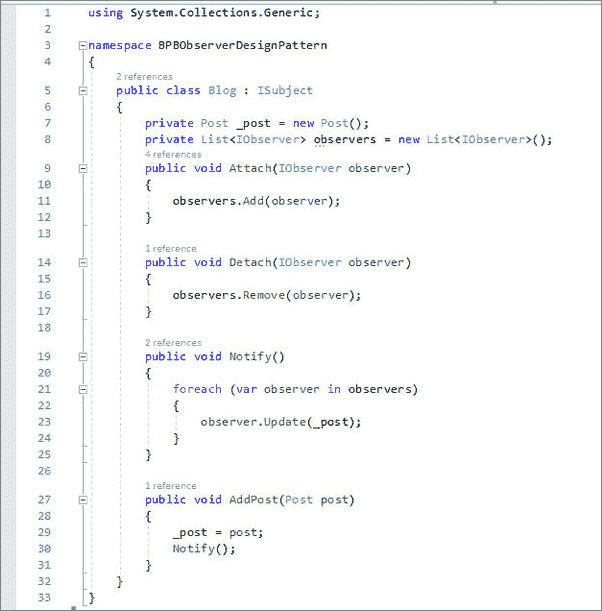 1 using System.Collections.Generic;
2
3 namespace BPBObserverDesignPattern
4 {
2 references
5 public class Blog : ISubject
6 {
7 private Post _post = new Post();
8 private List<IObserver> observers = new List<IObserver>();
4 references
9 public void Attach(IObserver observer)
10 {
11 observers.Add(observer);
12 }
13
1 reference
14 public void Detach(IObserver observer)
15 {
16 observers.Remove(observer);
17 }
18
2 references
19 public void Notify()
20 {
21 foreach (var observer in observers)
22 {
23 observer.Update(_post);
24 }
25 }
26
1 reference
27 public void AddPost(Post post)
28 {
29 _post = post;
30 Notify();
31 }
32 }
33 }